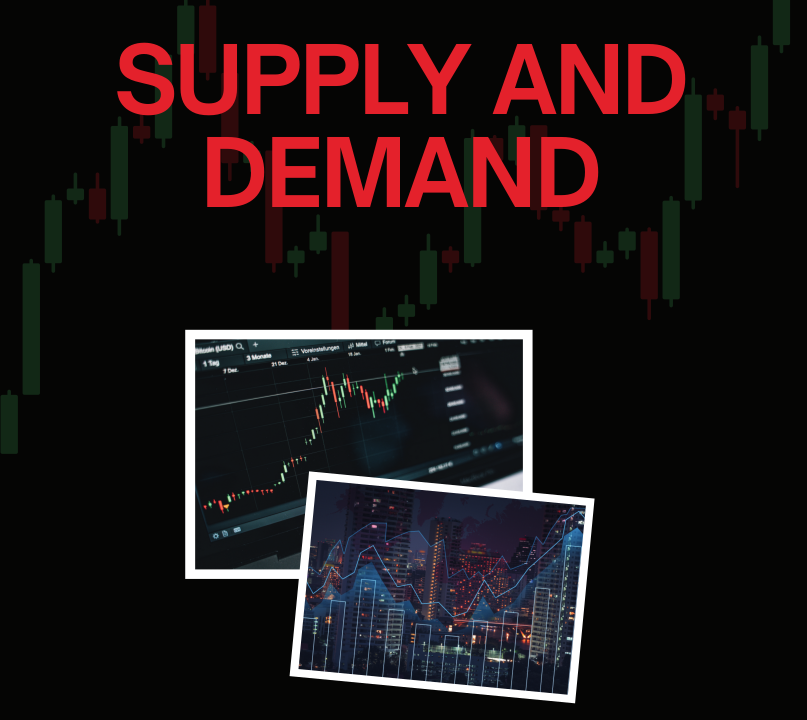 SUPPLY AND
DEMAND
Bitcoin (USD)
1 Tag
3 Monate
Voreinstellungen
Mittel
Forum
7 Dez.
21 Dez.
4 Jan.
18 Jan.
1 Feb.